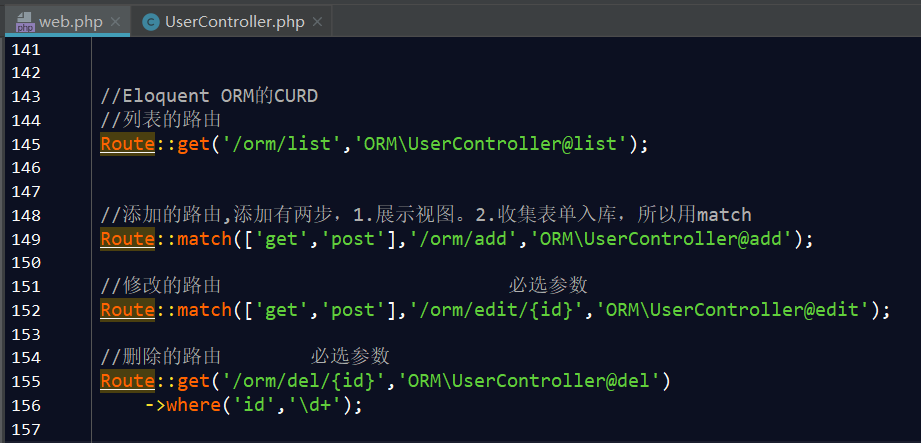 web.php UserController.php
141
142
143 //Eloquent ORM的CURD
144 //列表的路由
145 Route::get('/orm/list','ORM\UserController@list');
146
147
148 //添加的路由,添加有两步，1.展示视图。2.收集表单入库，所以用match
149 Route::match(['get','post'],'/orm/add','ORM\UserController@add');
150
151 //修改的路由 必选参数
152 Route::match(['get','post'],'/orm/edit/{id}','ORM\UserController@edit');
153
154 //删除的路由 必选参数
155 Route::get('/orm/del/{id}','ORM\UserController@del')
156 ->where('id','\d+');
157